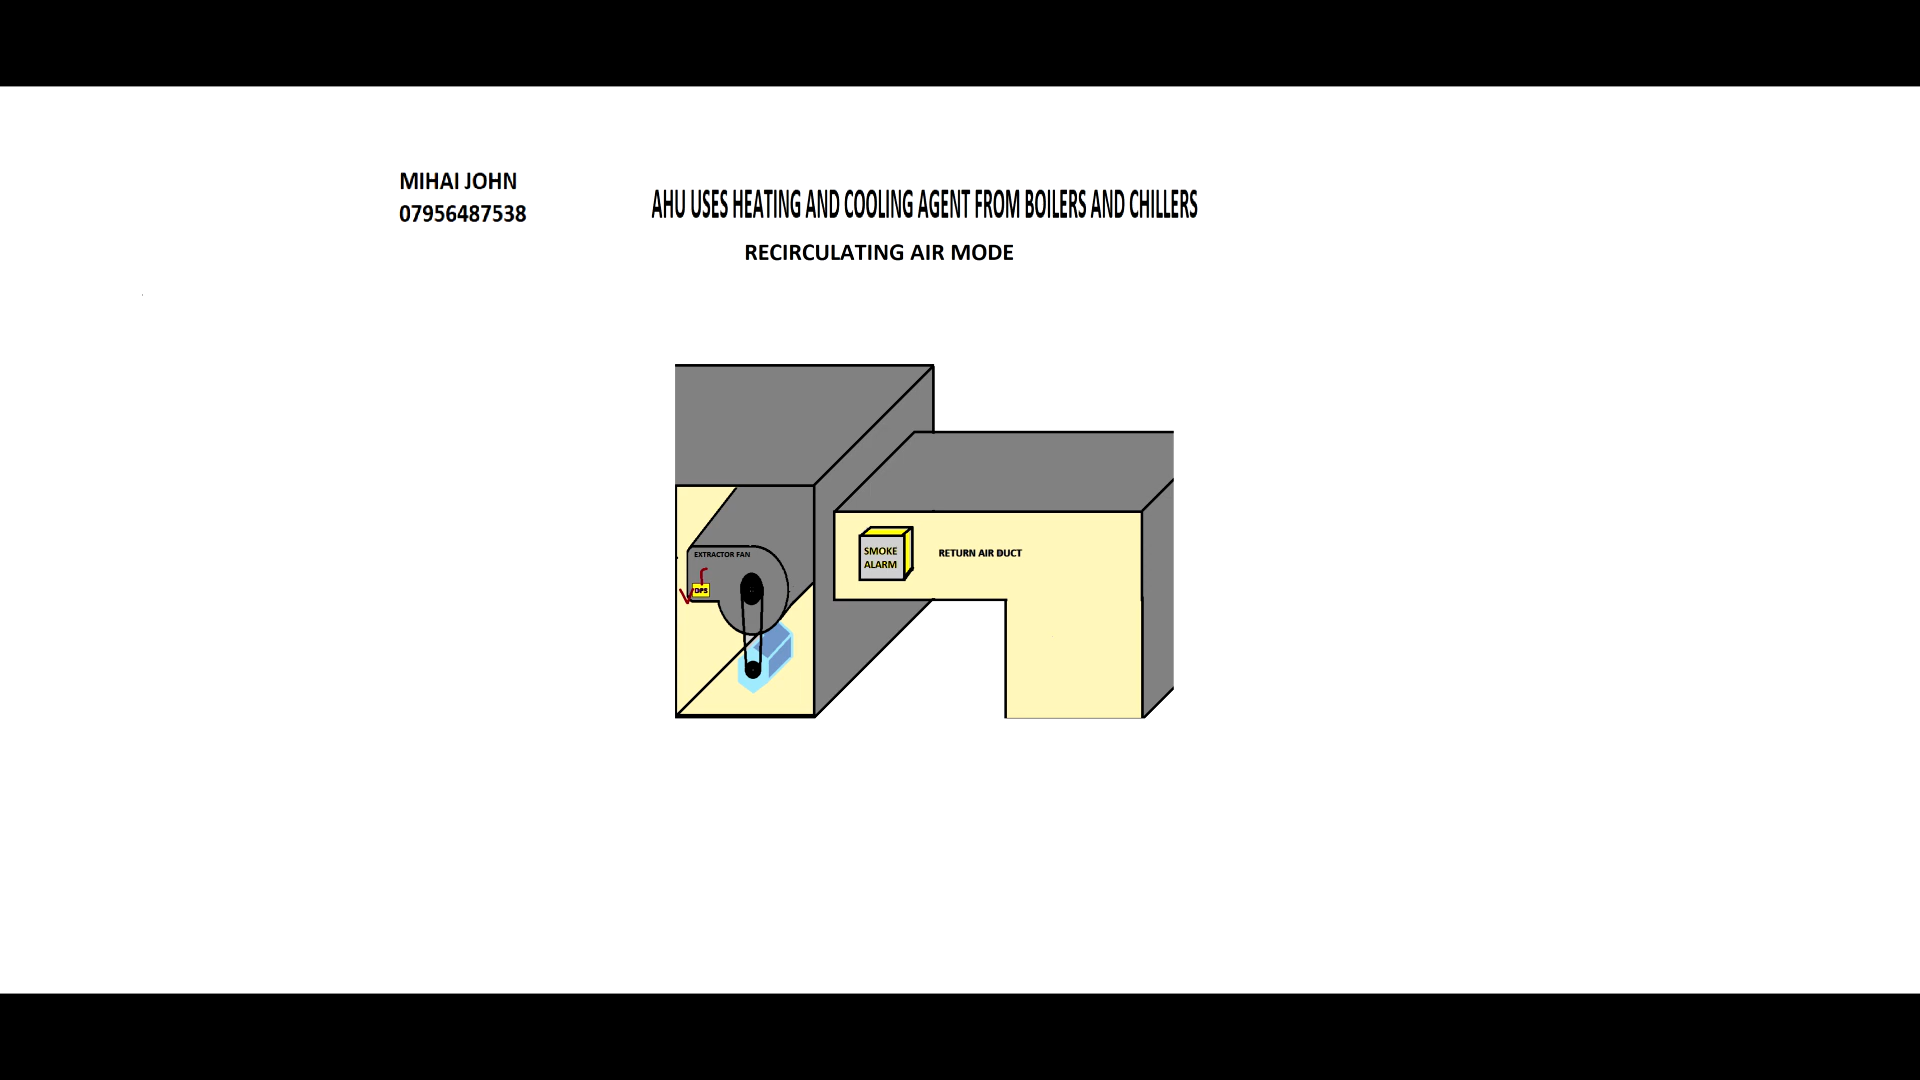 MIHAI JOHN
07956487538
AHU USES HEATING AND COOLING AGENT FROM BOILERS AND CHILLERS
RECIRCULATING AIR MODE
SMOKE
ALARM
RETURN AIR DUCT
EXTRACTOR FAN
DPS